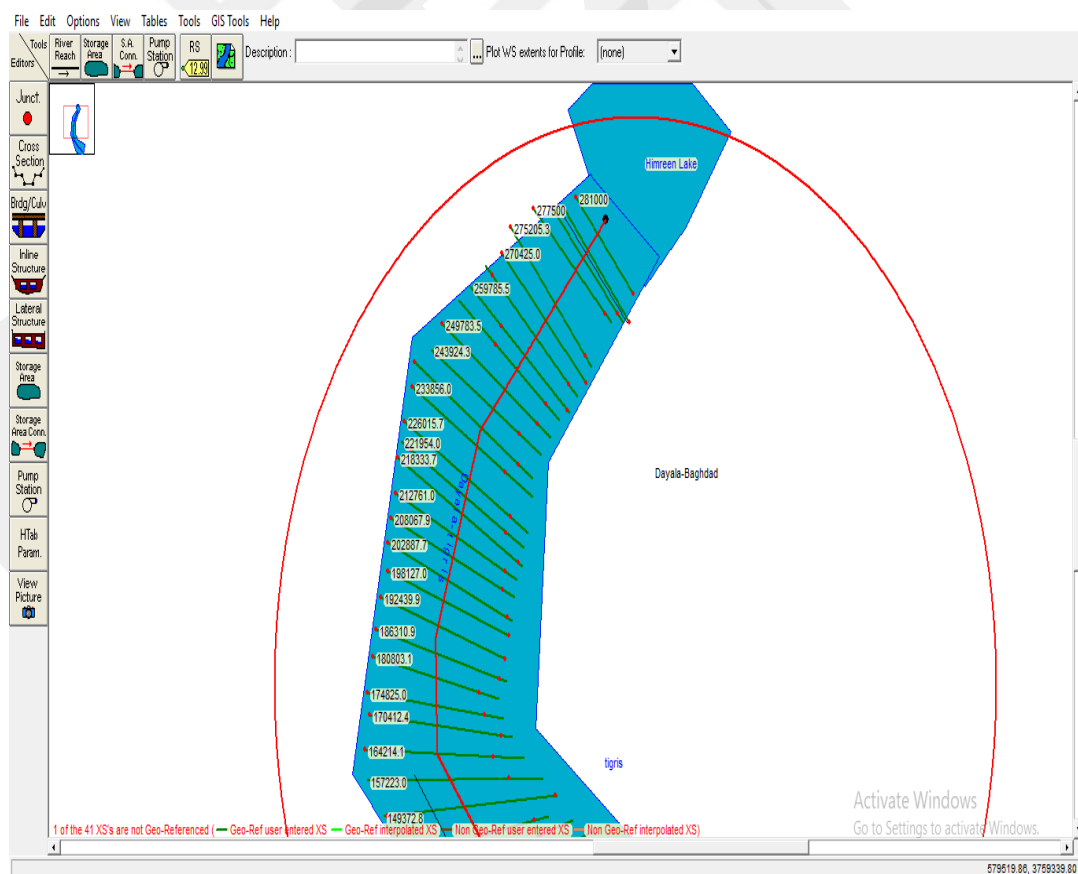 File Edit Options View Tables Tools GIS Tools Help
Tools
Editors
River Reach
Storage Area
S.A. Conn.
Pump Station
RS
12.99
Description :
...
Plot WS extents for Profile:
(none)
Junct.
Cross Section
Brdg/Culv
Inline Structure
Lateral Structure
Storage Area
Storage Area Conn.
Pump Station
HTab Param.
View Picture
Himreen Lake
281000
277500
275205.3
270425.0
259785.5
249783.5
243924.3
233856.0
226015.7
221954.0
218333.7
212761.0
208067.9
202887.7
198127.0
192439.9
186310.9
180803.1
174825.0
170412.4
164214.1
157223.0
149372.8
Dayala-tigris
Dayala-Baghdad
tigris
Activate Windows
Go to Settings to activate Windows.
1 of the 41 XS's are not Geo-Referenced ( Geo-Ref user entered XS Geo-Ref interpolated XS Non Geo-Ref user entered XS Non Geo-Ref interpolated XS)
579519.86, 3759339.80